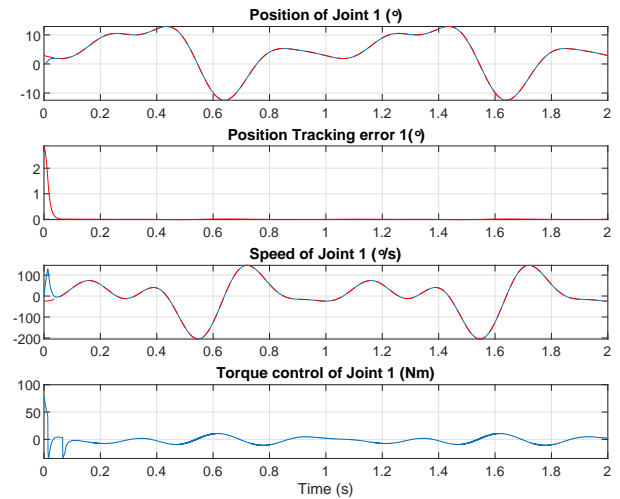 Position of Joint 1 (°)
10
0
-10
0 0.2 0.4 0.6 0.8 1 1.2 1.4 1.6 1.8 2
Position Tracking error 1(°)
2
1
0
0 0.2 0.4 0.6 0.8 1 1.2 1.4 1.6 1.8 2
Speed of Joint 1 (°/s)
100
0
-100
-200
0 0.2 0.4 0.6 0.8 1 1.2 1.4 1.6 1.8 2
Torque control of Joint 1 (Nm)
100
50
0
0 0.2 0.4 0.6 0.8 1 1.2 1.4 1.6 1.8 2
Time (s)